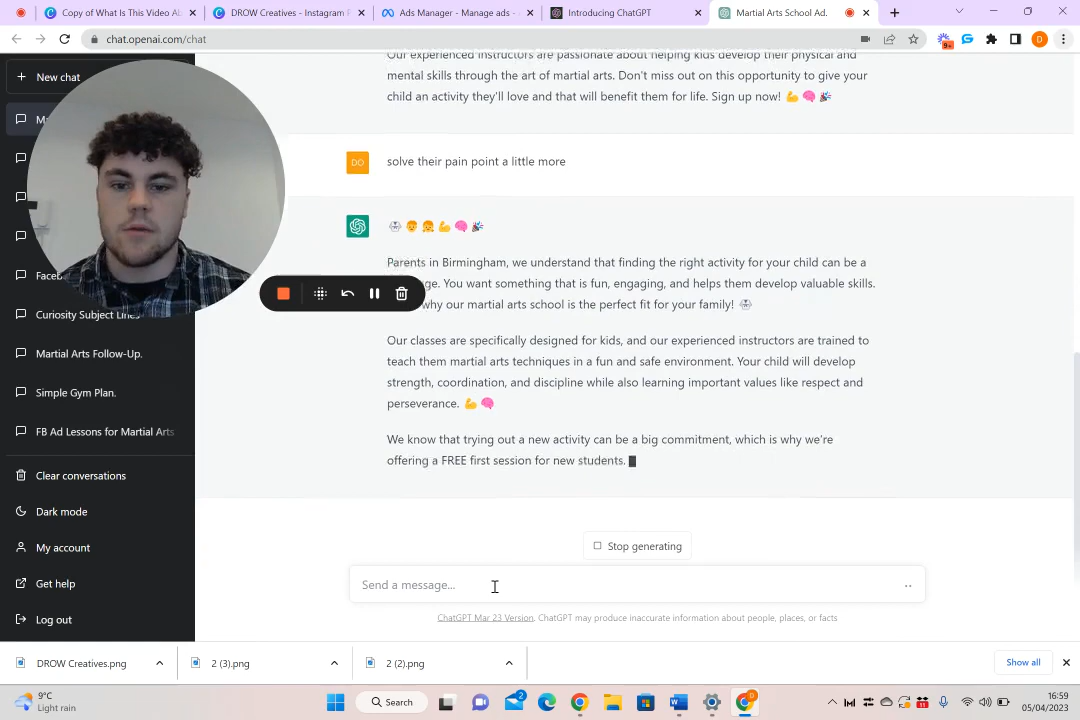 Copy of What Is This Video Ab
DROW Creatives - Instagram P
Ads Manager - Manage ads -
Introducing ChatGPT
Martial Arts School Ad.
chat.openai.com/chat
9+
D
New chat
Our experienced instructors are passionate about helping kids develop their physical and
mental skills through the art of martial arts. Don't miss out on this opportunity to give your
child an activity they'll love and that will benefit them for life. Sign up now! 💪 🧠 🎉
DO
solve their pain point a little more
🥋 👦 👧 💪 🧠 🎉
Parents in Birmingham, we understand that finding the right activity for your child can be a
ge. You want something that is fun, engaging, and helps them develop valuable skills.
why our martial arts school is the perfect fit for your family! 🥋
Our classes are specifically designed for kids, and our experienced instructors are trained to
teach them martial arts techniques in a fun and safe environment. Your child will develop
strength, coordination, and discipline while also learning important values like respect and
perseverance. 💪 🧠
We know that trying out a new activity can be a big commitment, which is why we're
offering a FREE first session for new students.
Faceb
Curiosity Subject Lines
Martial Arts Follow-Up.
Simple Gym Plan.
FB Ad Lessons for Martial Arts
Clear conversations
Dark mode
My account
Get help
Log out
Stop generating
Send a message...
ChatGPT Mar 23 Version. ChatGPT may produce inaccurate information about people, places, or facts
DROW Creatives.png
2 (3).png
2 (2).png
Show all
9°C
Light rain
Search
2
16:59
05/04/2023